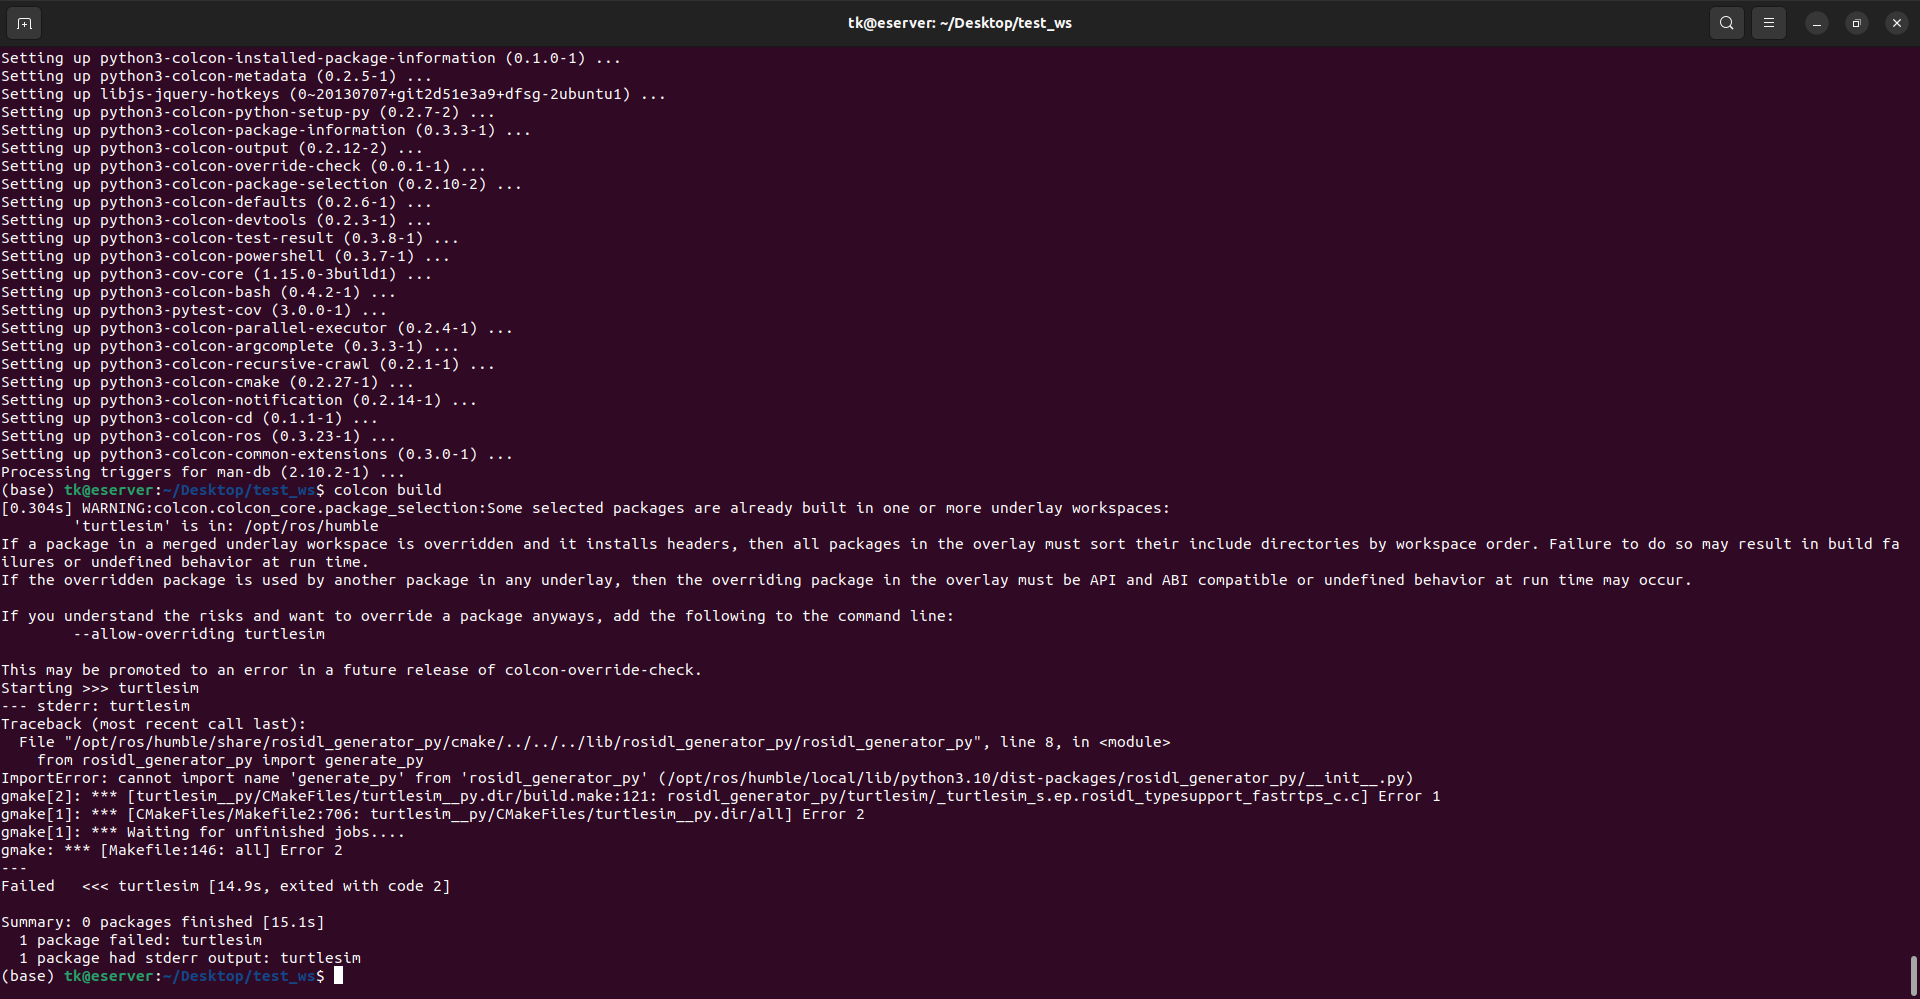 tk@eserver: ~/Desktop/test_ws
Setting up python3-colcon-installed-package-information (0.1.0-1) ...
Setting up python3-colcon-metadata (0.2.5-1) ...
Setting up libjs-jquery-hotkeys (0~20130707+git2d51e3a9+dfsg-2ubuntu1) ...
Setting up python3-colcon-python-setup-py (0.2.7-2) ...
Setting up python3-colcon-package-information (0.3.3-1) ...
Setting up python3-colcon-output (0.2.12-2) ...
Setting up python3-colcon-override-check (0.0.1-1) ...
Setting up python3-colcon-package-selection (0.2.10-2) ...
Setting up python3-colcon-defaults (0.2.6-1) ...
Setting up python3-colcon-devtools (0.2.3-1) ...
Setting up python3-colcon-test-result (0.3.8-1) ...
Setting up python3-colcon-powershell (0.3.7-1) ...
Setting up python3-cov-core (1.15.0-3build1) ...
Setting up python3-colcon-bash (0.4.2-1) ...
Setting up python3-pytest-cov (3.0.0-1) ...
Setting up python3-colcon-parallel-executor (0.2.4-1) ...
Setting up python3-colcon-argcomplete (0.3.3-1) ...
Setting up python3-colcon-recursive-crawl (0.2.1-1) ...
Setting up python3-colcon-cmake (0.2.27-1) ...
Setting up python3-colcon-notification (0.2.14-1) ...
Setting up python3-colcon-cd (0.1.1-1) ...
Setting up python3-colcon-ros (0.3.23-1) ...
Setting up python3-colcon-common-extensions (0.3.0-1) ...
Processing triggers for man-db (2.10.2-1) ...
(base) tk@eserver:~/Desktop/test_ws$ colcon build
[0.304s] WARNING:colcon.colcon_core.package_selection:Some selected packages are already built in one or more underlay workspaces:
'turtlesim' is in: /opt/ros/humble
If a package in a merged underlay workspace is overridden and it installs headers, then all packages in the overlay must sort their include directories by workspace order. Failure to do so may result in build fa
ilures or undefined behavior at run time.
If the overridden package is used by another package in any underlay, then the overriding package in the overlay must be API and ABI compatible or undefined behavior at run time may occur.
If you understand the risks and want to override a package anyways, add the following to the command line:
--allow-overriding turtlesim
This may be promoted to an error in a future release of colcon-override-check.
Starting >>> turtlesim
--- stderr: turtlesim
Traceback (most recent call last):
File "/opt/ros/humble/share/rosidl_generator_py/cmake/../../../lib/rosidl_generator_py/rosidl_generator_py", line 8, in <module>
from rosidl_generator_py import generate_py
ImportError: cannot import name 'generate_py' from 'rosidl_generator_py' (/opt/ros/humble/local/lib/python3.10/dist-packages/rosidl_generator_py/__init__.py)
gmake[2]: *** [turtlesim__py/CMakeFiles/turtlesim__py.dir/build.make:121: rosidl_generator_py/turtlesim/_turtlesim_s.ep.rosidl_typesupport_fastrtps_c.c] Error 1
gmake[1]: *** [CMakeFiles/Makefile2:706: turtlesim__py/CMakeFiles/turtlesim__py.dir/all] Error 2
gmake[1]: *** Waiting for unfinished jobs....
gmake: *** [Makefile:146: all] Error 2
---
Failed   <<< turtlesim [14.9s, exited with code 2]
Summary: 0 packages finished [15.1s]
1 package failed: turtlesim
1 package had stderr output: turtlesim
(base) tk@eserver:~/Desktop/test_ws$